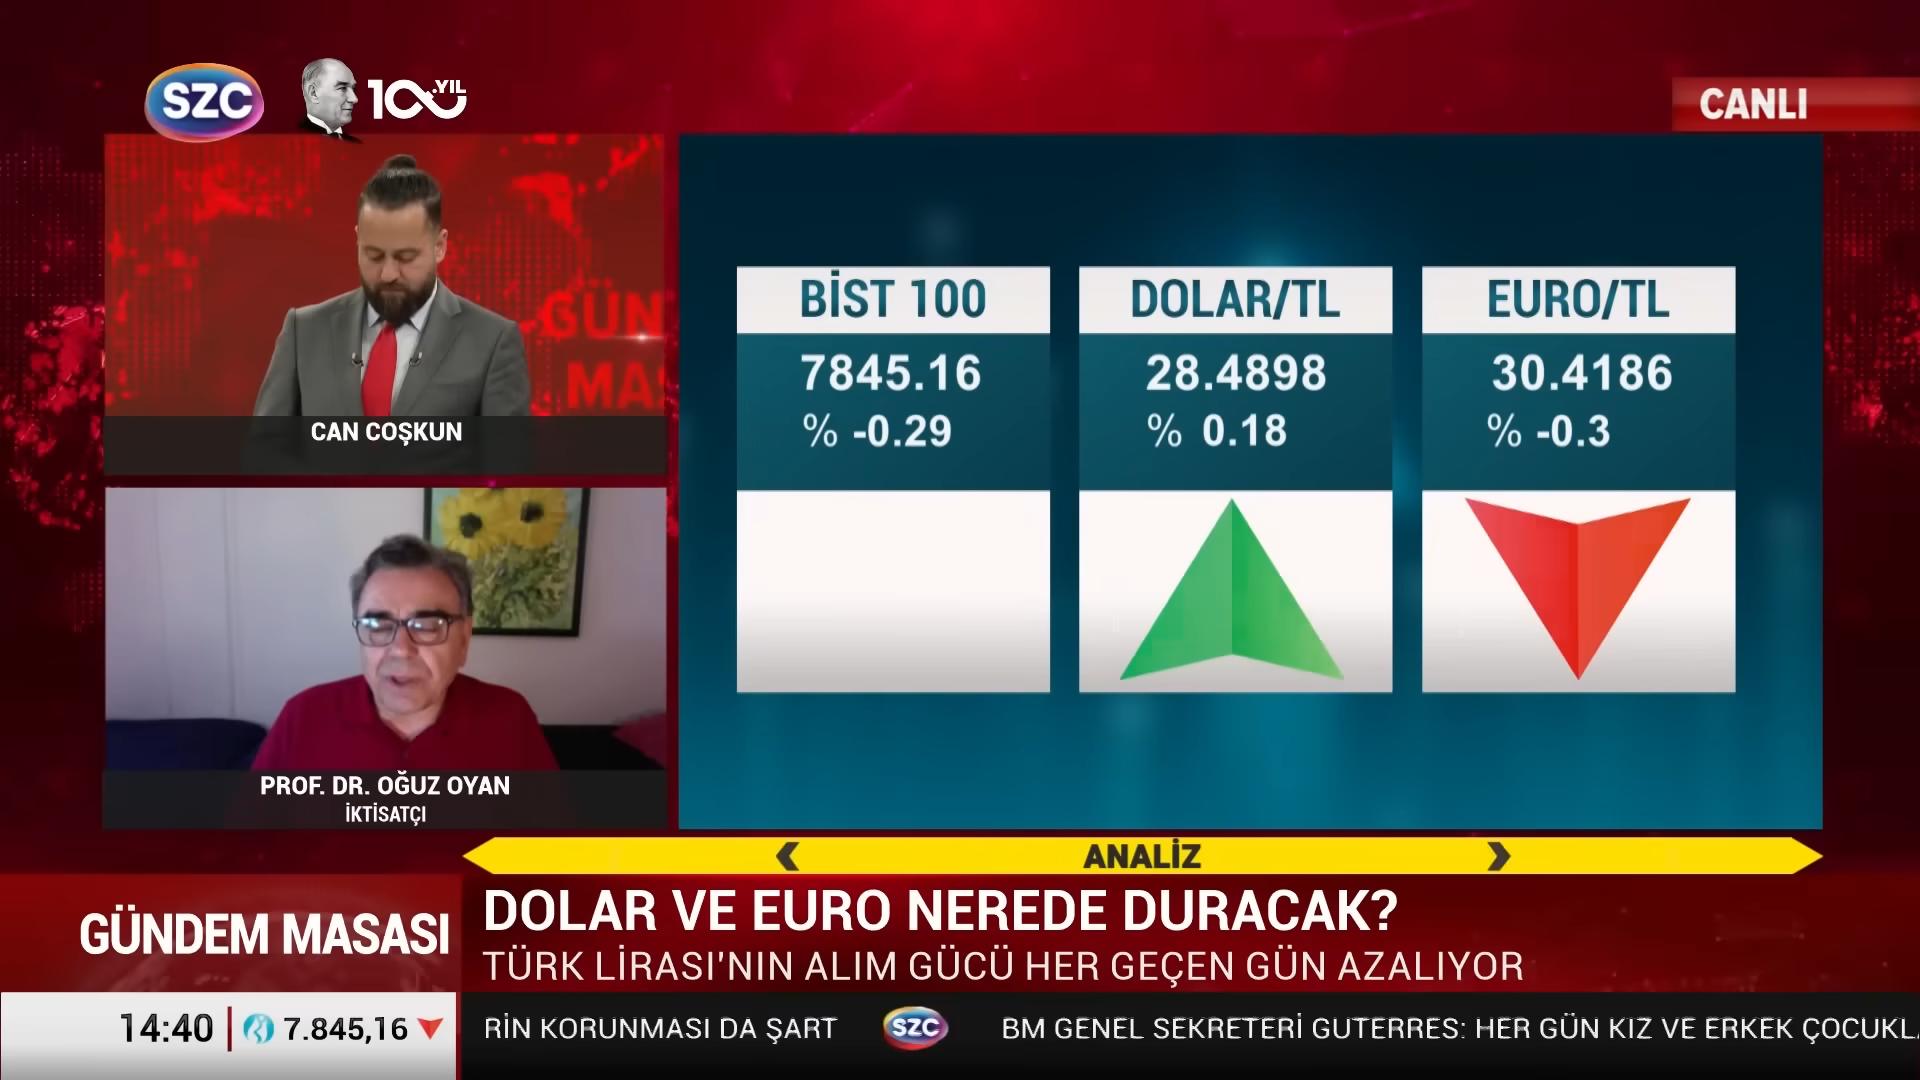 SZC
100.YIL
CANLI
GÜN
MAS
CAN COŞKUN
PROF. DR. OĞUZ OYAN
İKTİSATÇI
BİST 100
7845.16
% -0.29
DOLAR/TL
28.4898
% 0.18
EURO/TL
30.4186
% -0.3
ANALİZ
GÜNDEM MASASI
DOLAR VE EURO NEREDE DURACAK?
TÜRK LİRASI'NIN ALIM GÜCÜ HER GEÇEN GÜN AZALIYOR
14:40 7.845,16
RİN KORUNMASI DA ŞART SZC BM GENEL SEKRETERİ GUTERRES: HER GÜN KIZ VE ERKEK ÇOCUKLA